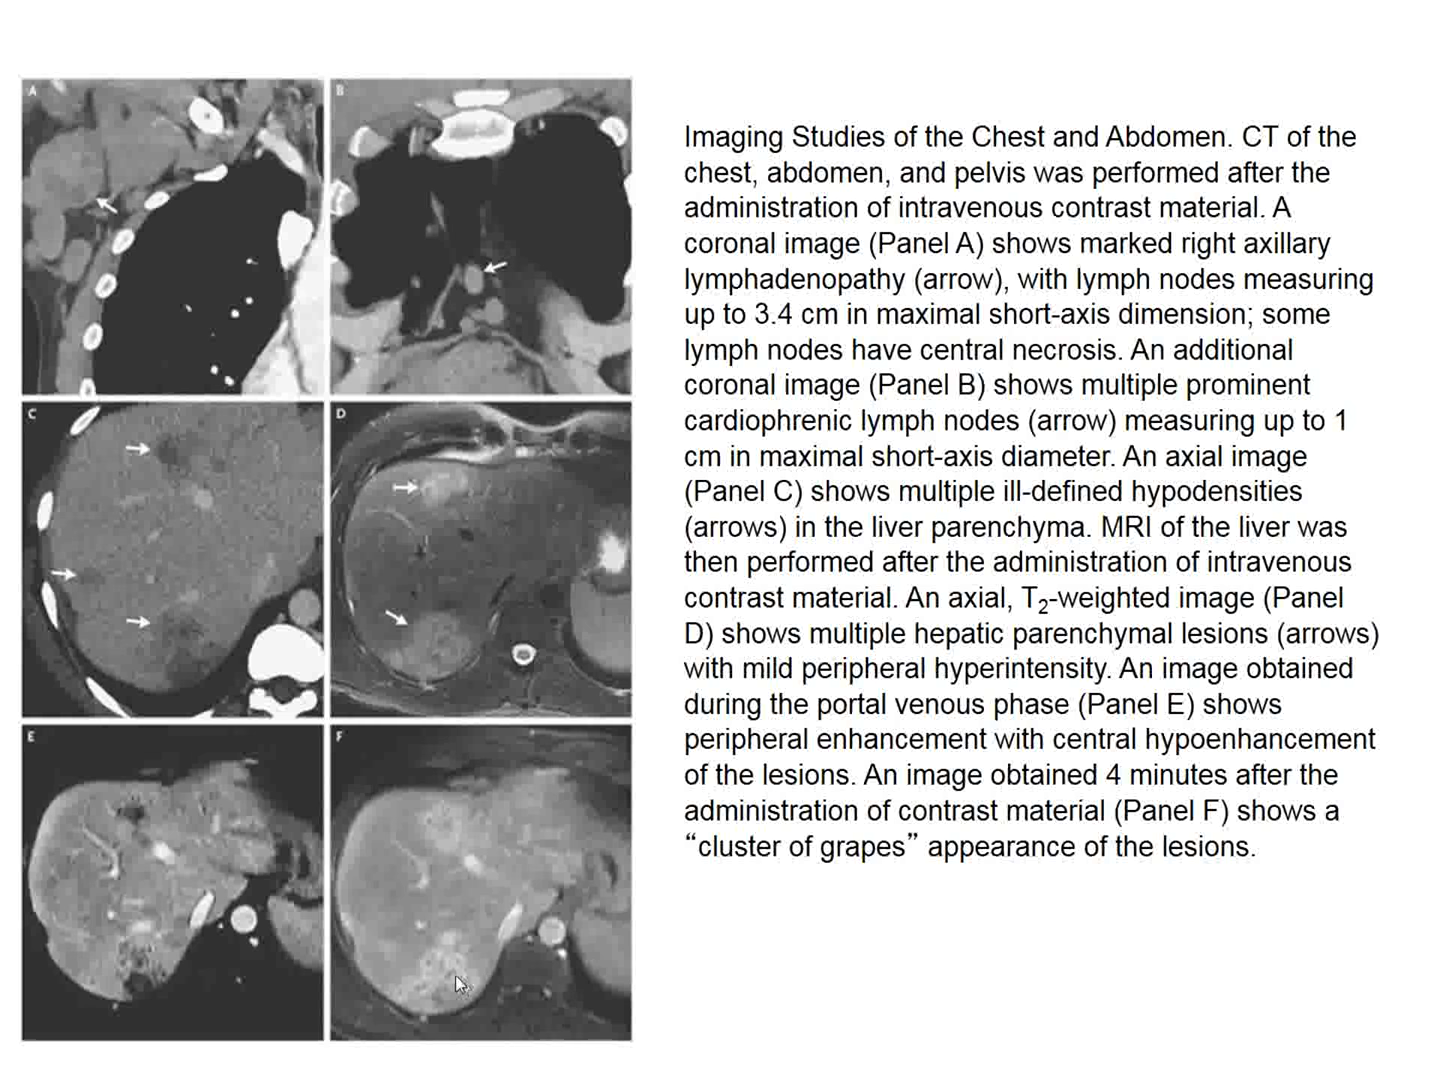 A
B
C
D
E
F
Imaging Studies of the Chest and Abdomen. CT of the
chest, abdomen, and pelvis was performed after the
administration of intravenous contrast material. A
coronal image (Panel A) shows marked right axillary
lymphadenopathy (arrow), with lymph nodes measuring
up to 3.4 cm in maximal short-axis dimension; some
lymph nodes have central necrosis. An additional
coronal image (Panel B) shows multiple prominent
cardiophrenic lymph nodes (arrow) measuring up to 1
cm in maximal short-axis diameter. An axial image
(Panel C) shows multiple ill-defined hypodensities
(arrows) in the liver parenchyma. MRI of the liver was
then performed after the administration of intravenous
contrast material. An axial, T₂-weighted image (Panel
D) shows multiple hepatic parenchymal lesions (arrows)
with mild peripheral hyperintensity. An image obtained
during the portal venous phase (Panel E) shows
peripheral enhancement with central hypoenhancement
of the lesions. An image obtained 4 minutes after the
administration of contrast material (Panel F) shows a
“cluster of grapes” appearance of the lesions.